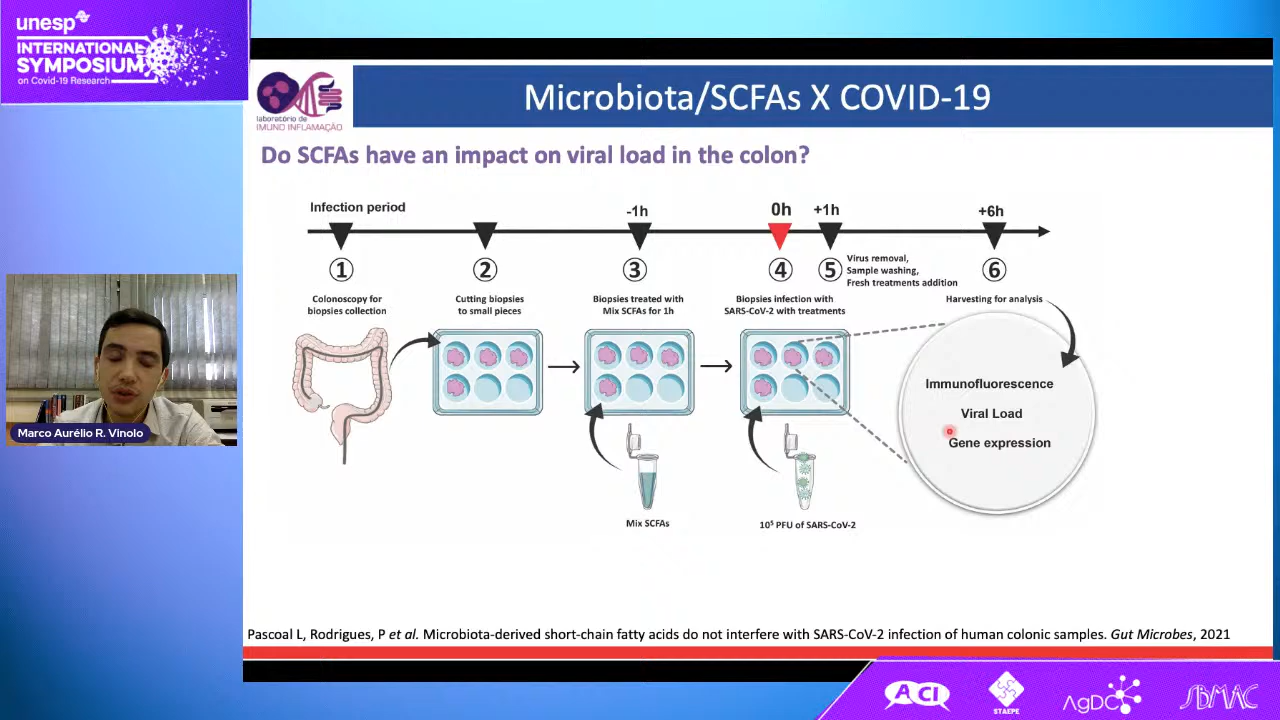 unesp
INTERNATIONAL
SYMPOSIUM
on Covid-19 Research
laboratório de
IMUNO INFLAMAÇÃO
Microbiota/SCFAs X COVID-19
Do SCFAs have an impact on viral load in the colon?
Infection period
-1h
0h
+1h
+6h
1
2
3
4
5
6
Virus removal,
Sample washing,
Fresh treatments addition
Colonoscopy for
biopsies collection
Cutting biopsies
to small pieces
Biopsies treated with
Mix SCFAs for 1h
Biopsies infection with
SARS-CoV-2 with treatments
Harvesting for analysis
Immunofluorescence
Viral Load
Gene expression
Mix SCFAs
10⁵ PFU of SARS-CoV-2
Marco Aurélio R. Vinolo
Pascoal L, Rodrigues, P et al. Microbiota-derived short-chain fatty acids do not interfere with SARS-CoV-2 infection of human colonic samples. Gut Microbes, 2021
ACI
STAEPE
AgDC
SBMAC